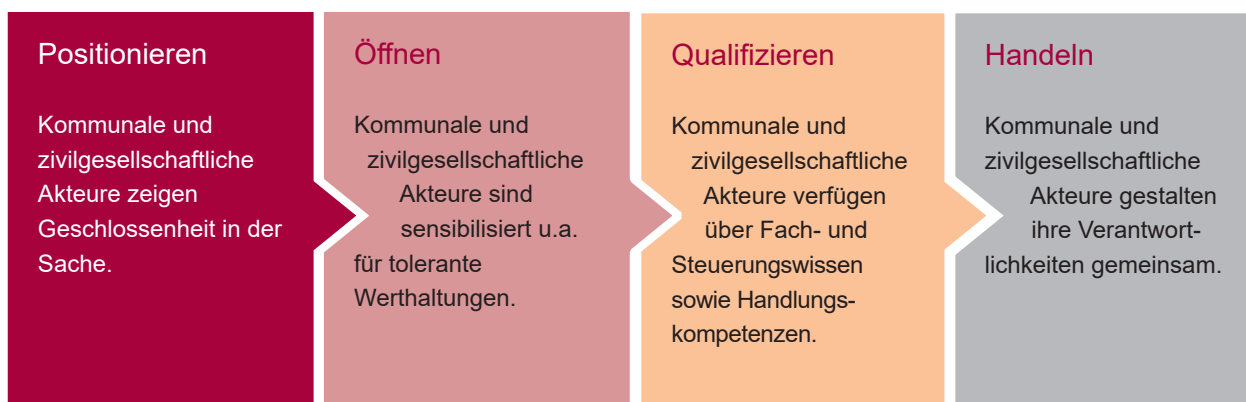 Positionieren
Kommunale und
zivilgesellschaftliche
Akteure zeigen
Geschlossenheit in der
Sache.
Öffnen
Kommunale und
zivilgesellschaftliche
Akteure sind
sensibilisiert u.a.
für tolerante
Werthaltungen.
Qualifizieren
Kommunale und
zivilgesellschaftliche
Akteure verfügen
über Fach- und
Steuerungswissen
sowie Handlungs-
kompetenzen.
Handeln
Kommunale und
zivilgesellschaftliche
Akteure gestalten
ihre Verantwort-
lichkeiten gemeinsam.